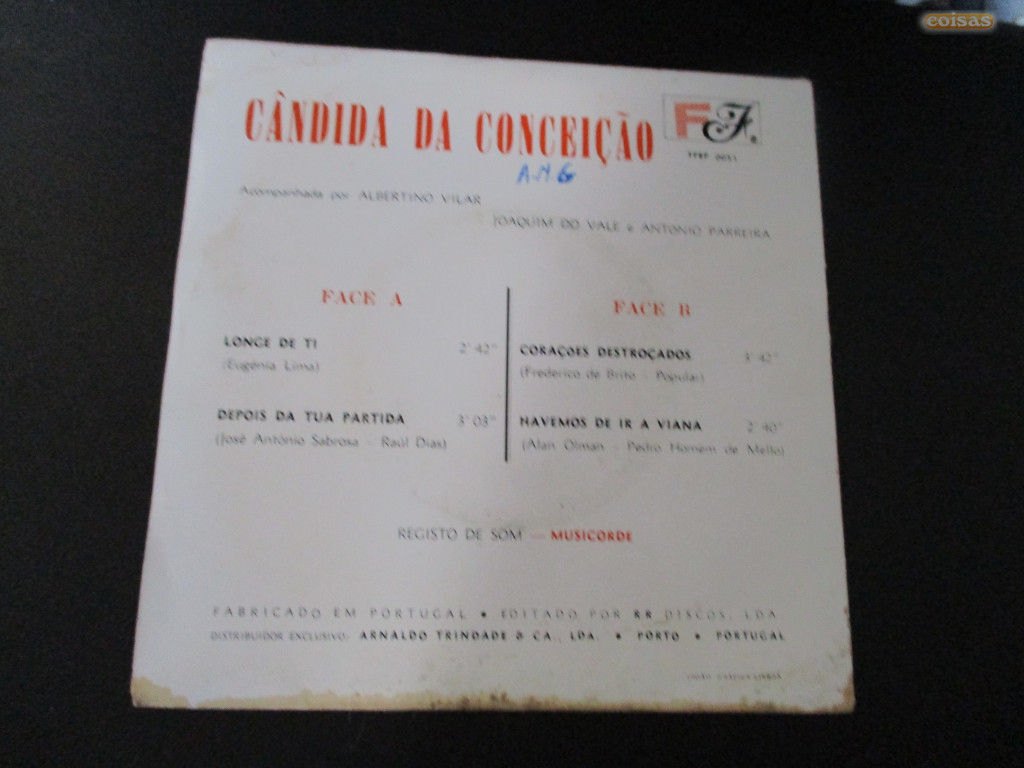 coisas
CÂNDIDA DA CONCEIÇÃO
FF
A.M.G
Acompanhada por ALBERTINO VILAR
JOAQUIM DO VALE e ANTONIO PARREIRA
FACE A
LONGE DE TI 2' 42"
(Eugénia Lima)
DEPOIS DA TUA PARTIDA 3' 03"
(José António Sabrosa - Raúl Dias)
FACE B
CORAÇOES DESTROÇADOS 3' 42"
(Frederico de Brito - Popular)
HAVEMOS DE IR A VIANA 2' 40"
(Alan Olman - Pedro Homem de Mello)
REGISTO DE SOM — MUSICORDE
FABRICADO EM PORTUGAL • EDITADO POR RR DISCOS, LDA
DISTRIBUIDOR EXCLUSIVO: ARNALDO TRINDADE & CA., LDA. • PORTO • PORTUGAL